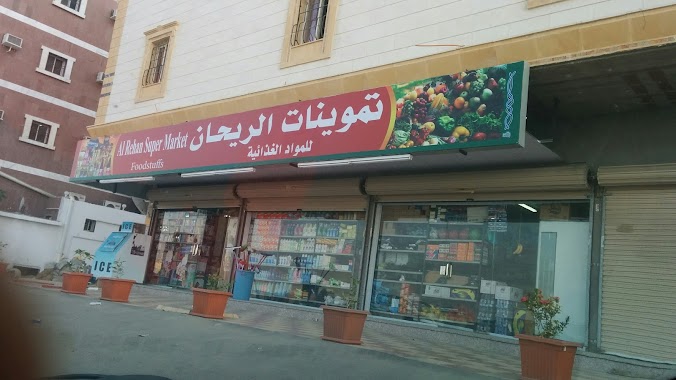 تموينات الريحان
للمواد الغذائية
Al Rehan Super Market
Foodstuffs
ICE